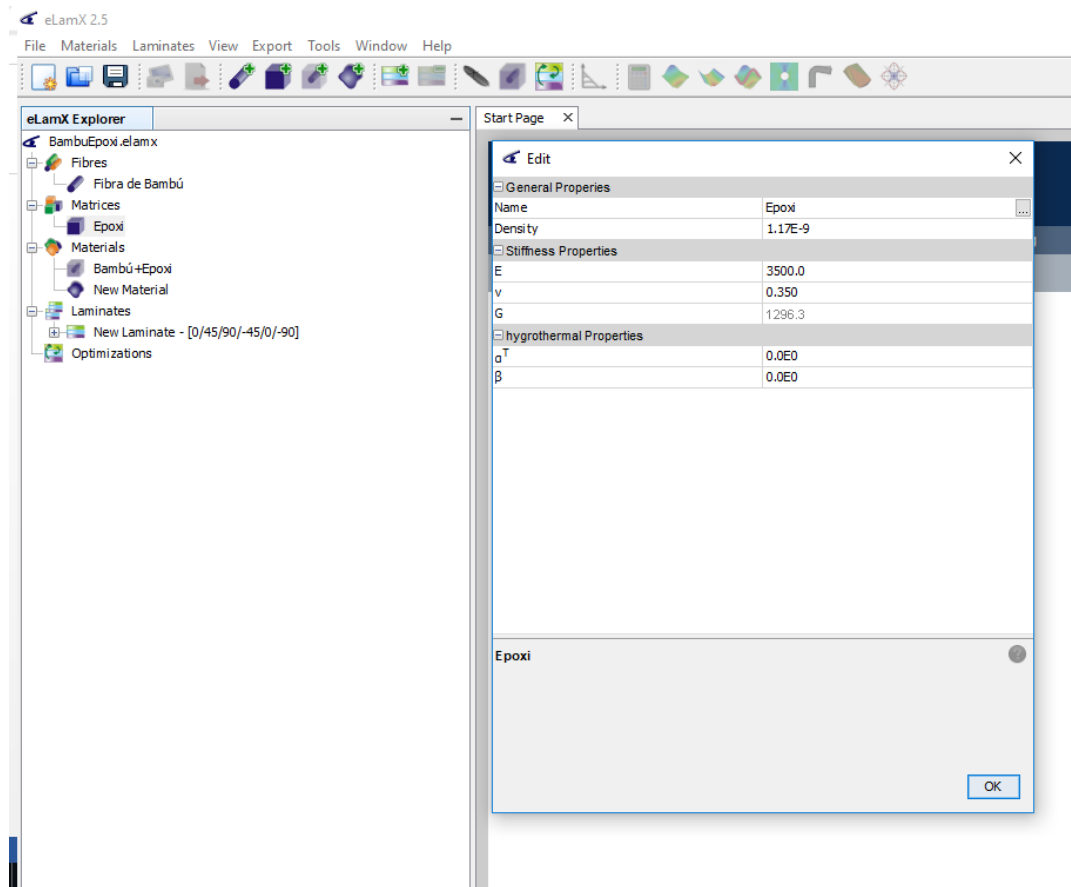 eLamX 2.5
File Materials Laminates View Export Tools Window Help
eLamX Explorer
Start Page
BambuEpoxi.elamx
Fibres
Fibra de Bambú
Matrices
Epoxi
Materials
Bambú+Epoxi
New Material
Laminates
New Laminate - [0/45/90/-45/0/-90]
Optimizations
Edit
General Properies
Name Epoxi ...
Density 1.17E-9
Stiffness Properties
E 3500.0
ν 0.350
G 1296.3
hygrothermal Properties
αT 0.0E0
β 0.0E0
Epoxi
?
OK